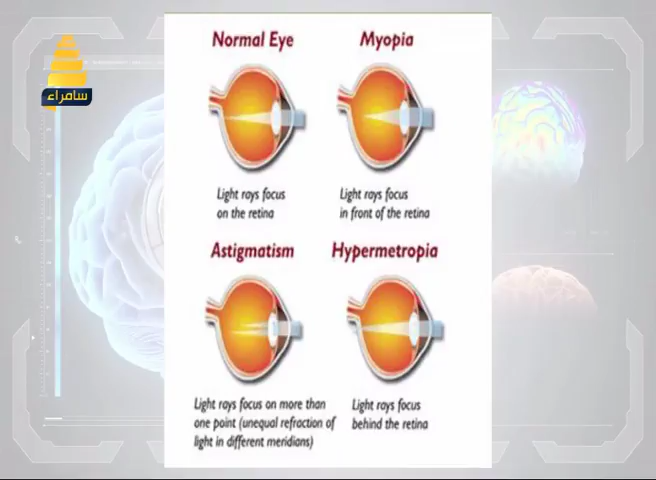 سامراء
Normal Eye
Myopia
Light rays focus
on the retina
Light rays focus
in front of the retina
Astigmatism
Hypermetropia
Light rays focus on more than
one point (unequal refraction of
light in different meridians)
Light rays focus
behind the retina